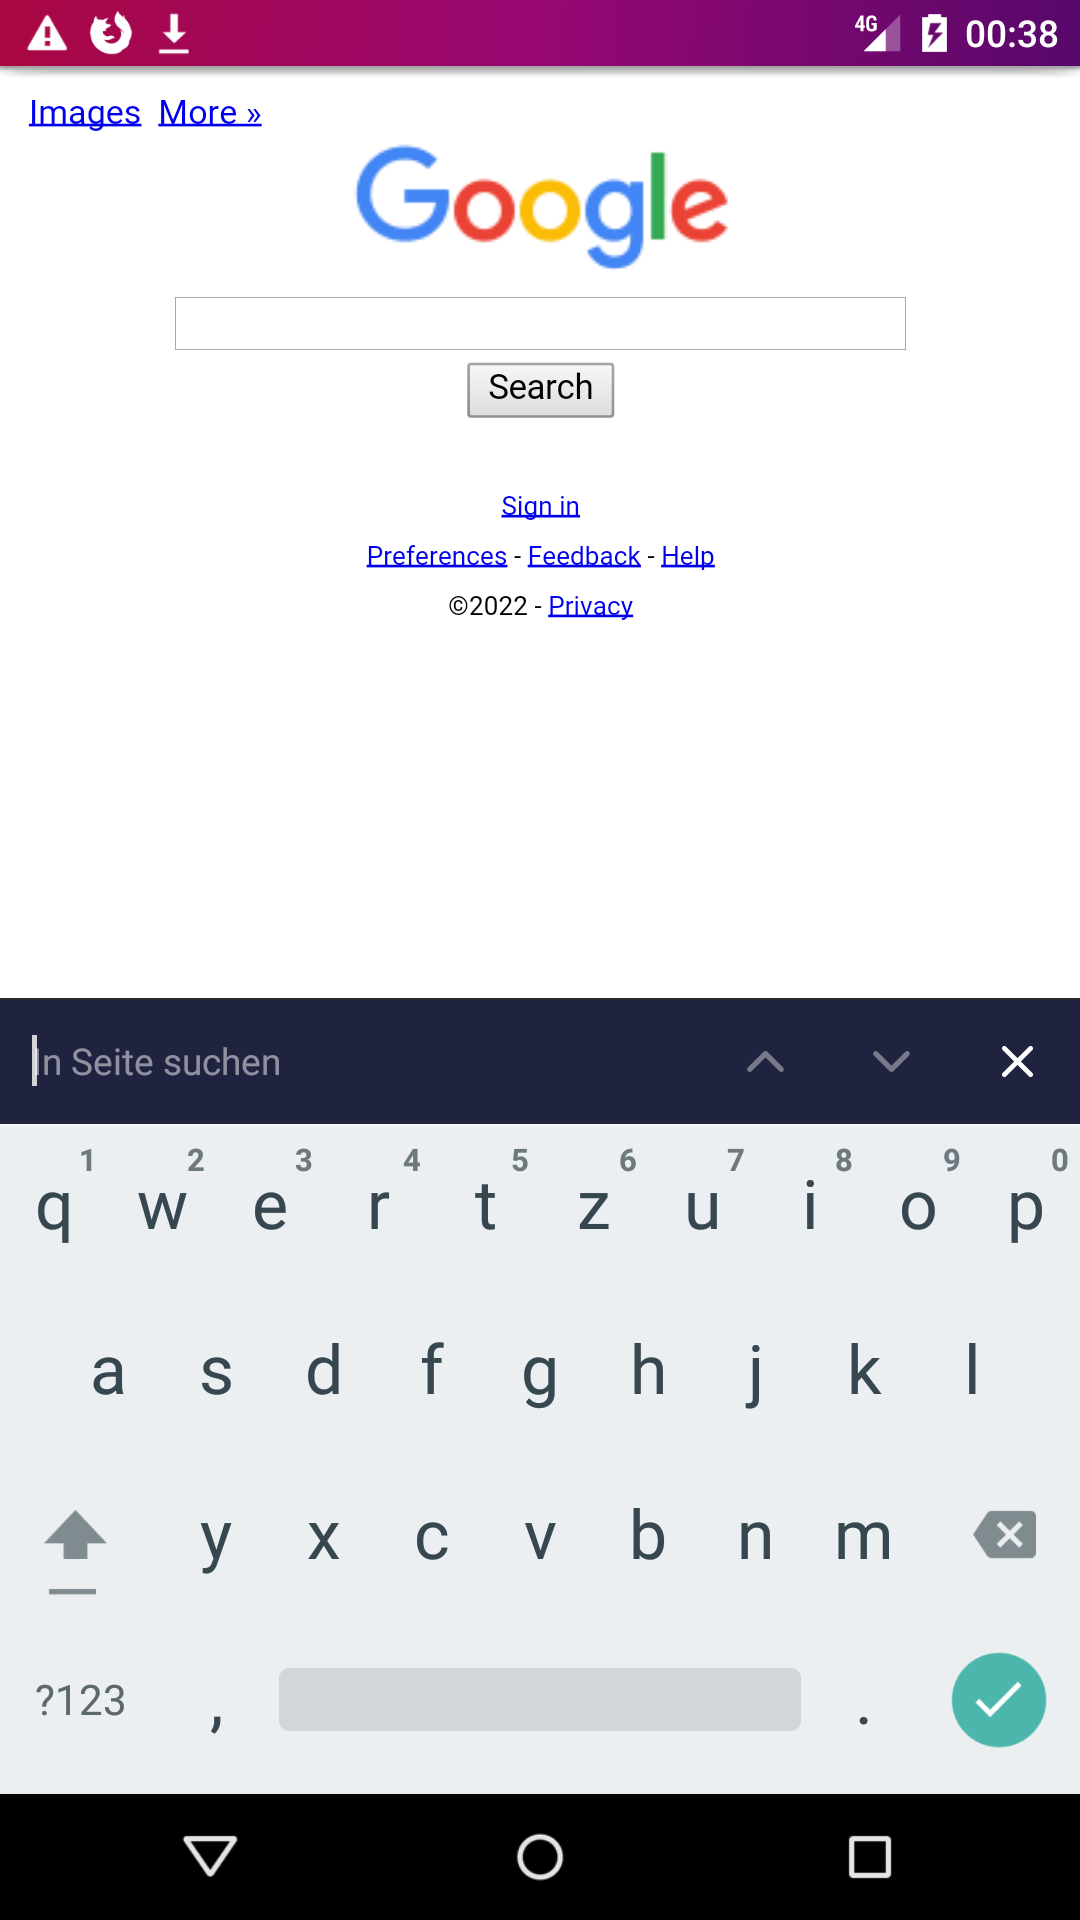 4G 00:38
Images More »
Google
Search
Sign in
Preferences - Feedback - Help
©2022 - Privacy
In Seite suchen
1 2 3 4 5 6 7 8 9 0
q w e r t z u i o p
a s d f g h j k l
y x c v b n m
?123 , .